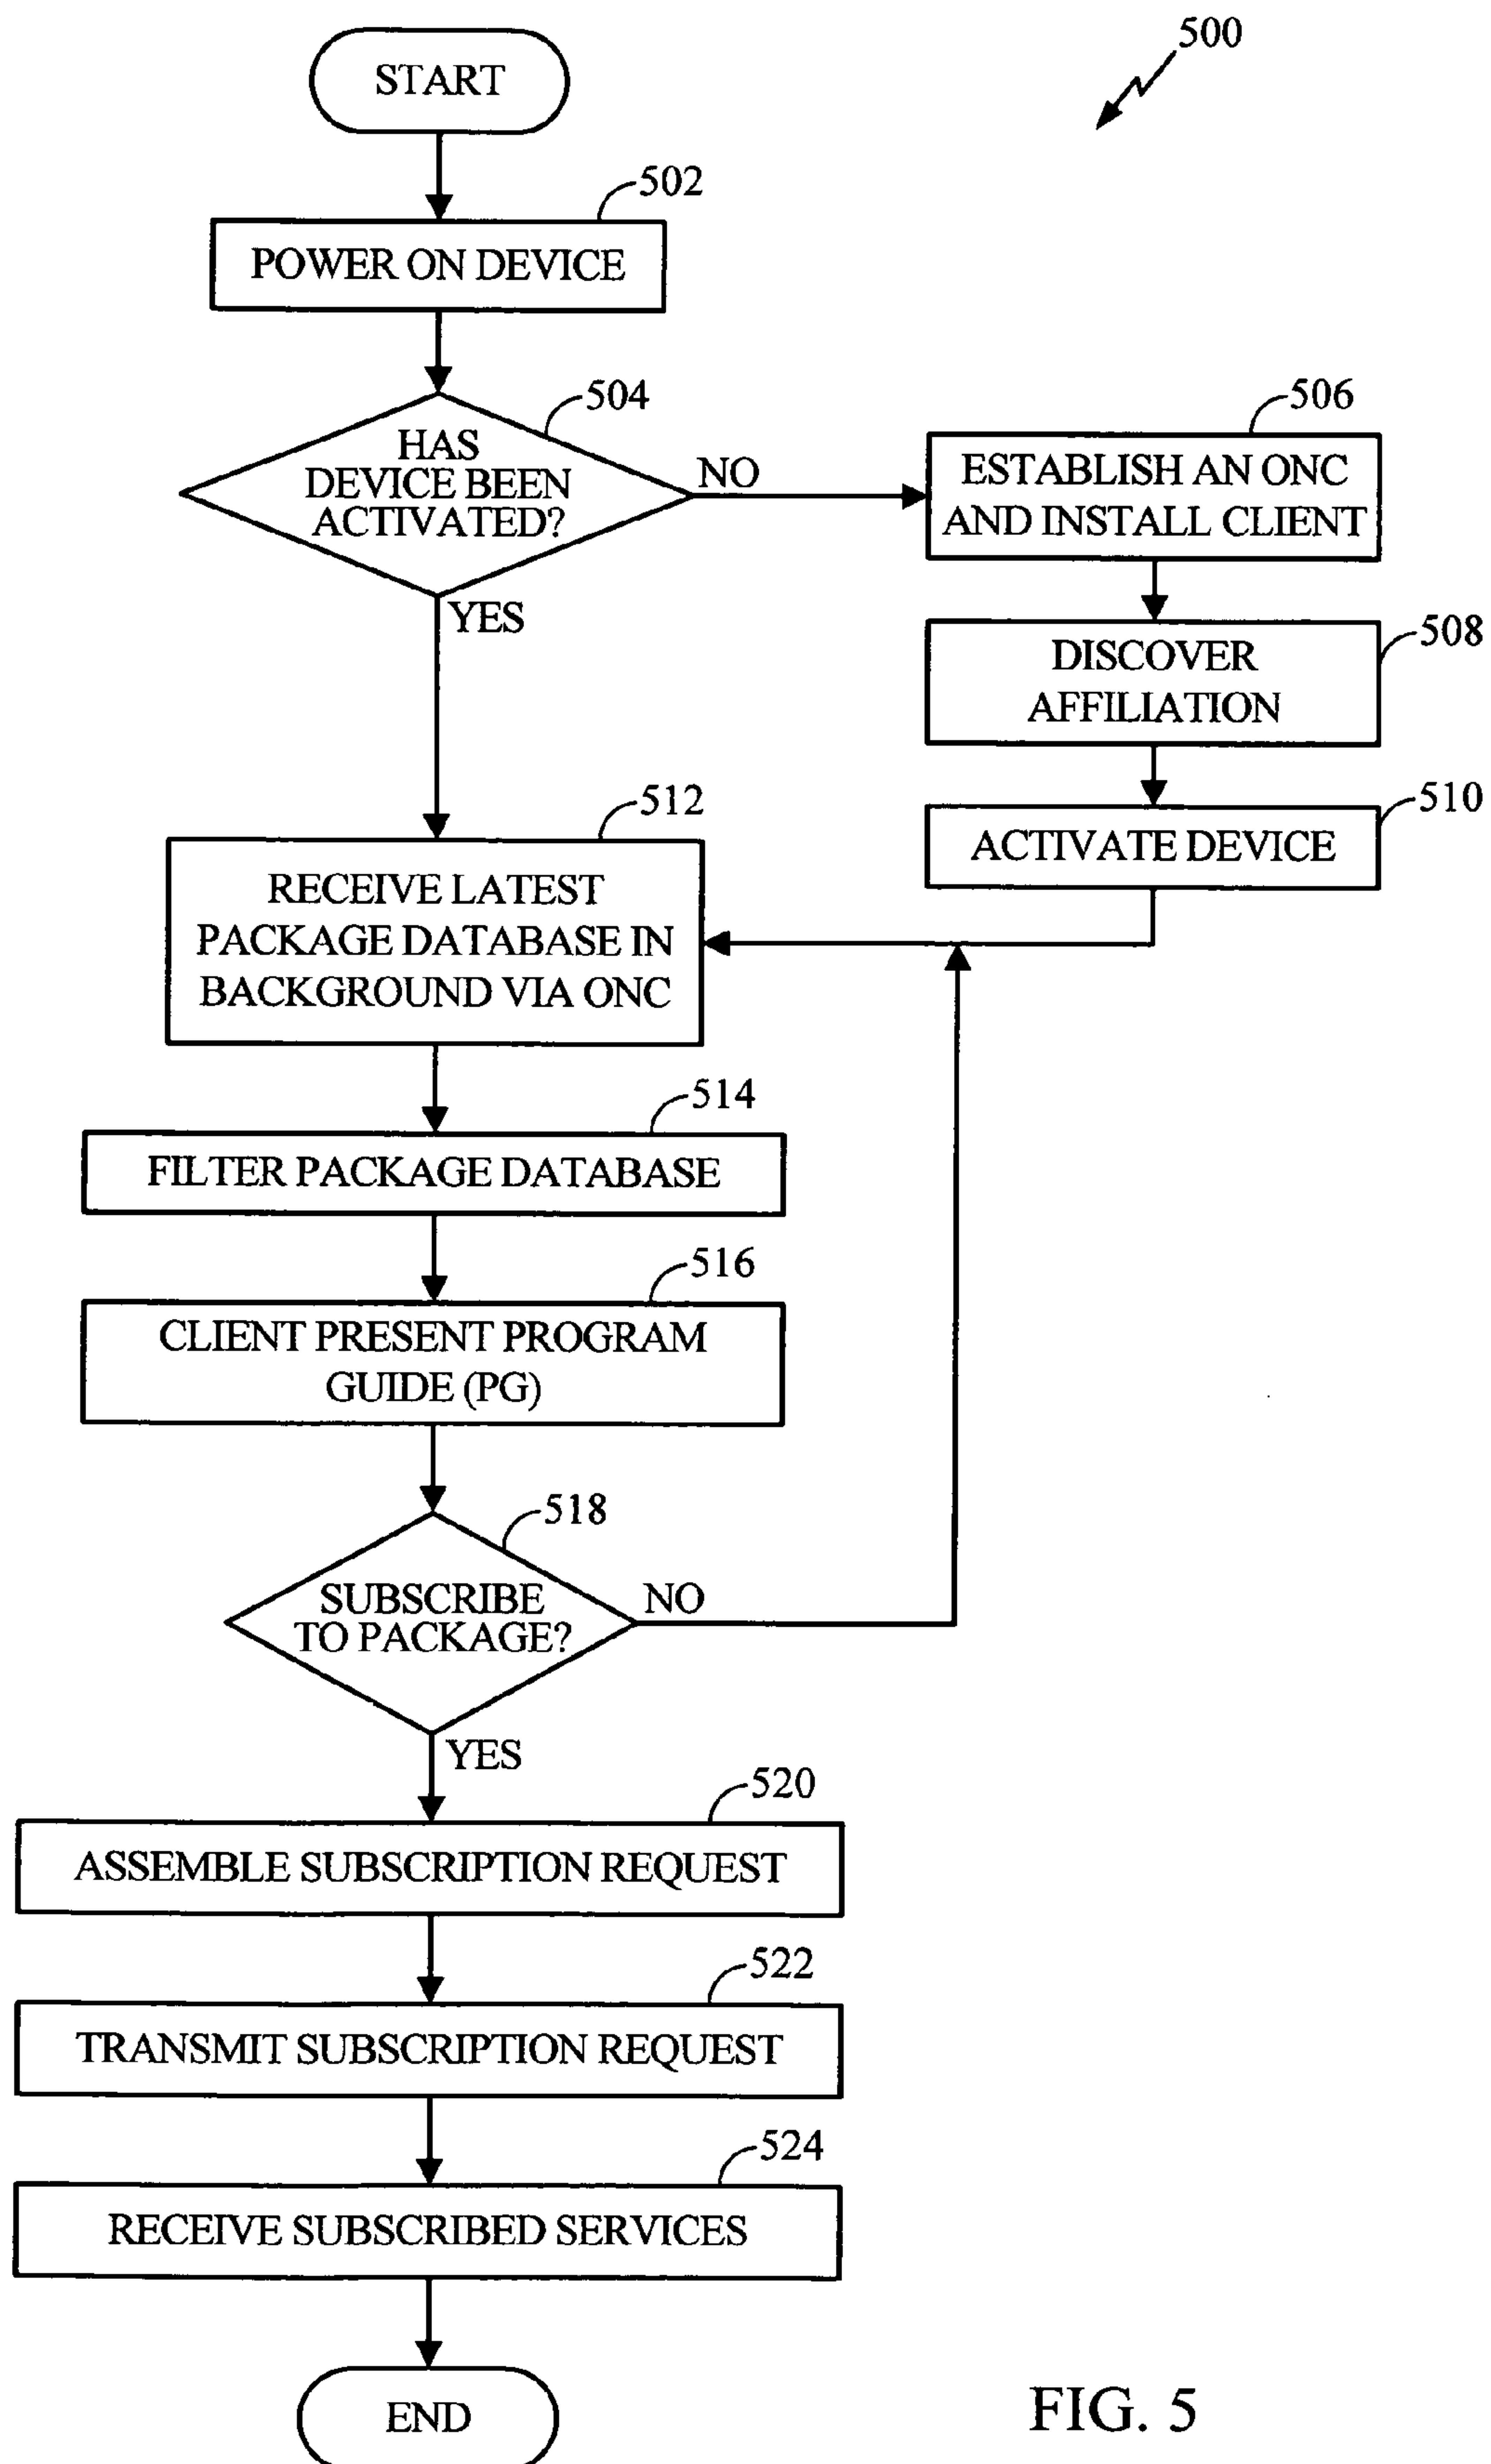 START
500
502
POWER ON DEVICE
504
HAS
DEVICE BEEN
ACTIVATED?
NO
YES
506
ESTABLISH AN ONC
AND INSTALL CLIENT
508
DISCOVER
AFFILIATION
510
ACTIVATE DEVICE
512
RECEIVE LATEST
PACKAGE DATABASE IN
BACKGROUND VIA ONC
514
FILTER PACKAGE DATABASE
516
CLIENT PRESENT PROGRAM
GUIDE (PG)
518
SUBSCRIBE
TO PACKAGE?
NO
YES
520
ASSEMBLE SUBSCRIPTION REQUEST
522
TRANSMIT SUBSCRIPTION REQUEST
524
RECEIVE SUBSCRIBED SERVICES
END
FIG. 5